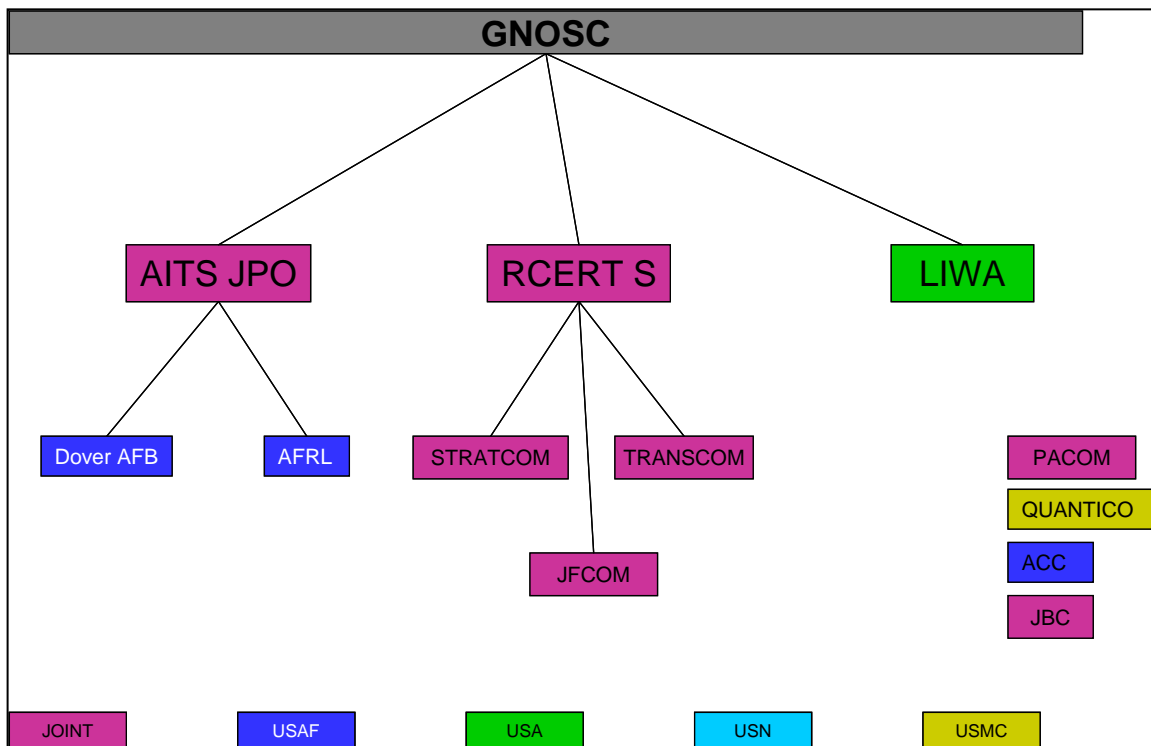 GNOSC
AITS JPO
RCERT S
LIWA
Dover AFB
AFRL
STRATCOM
TRANSCOM
PACOM
QUANTICO
ACC
JFCOM
JBC
JOINT
USAF
USA
USN
USMC